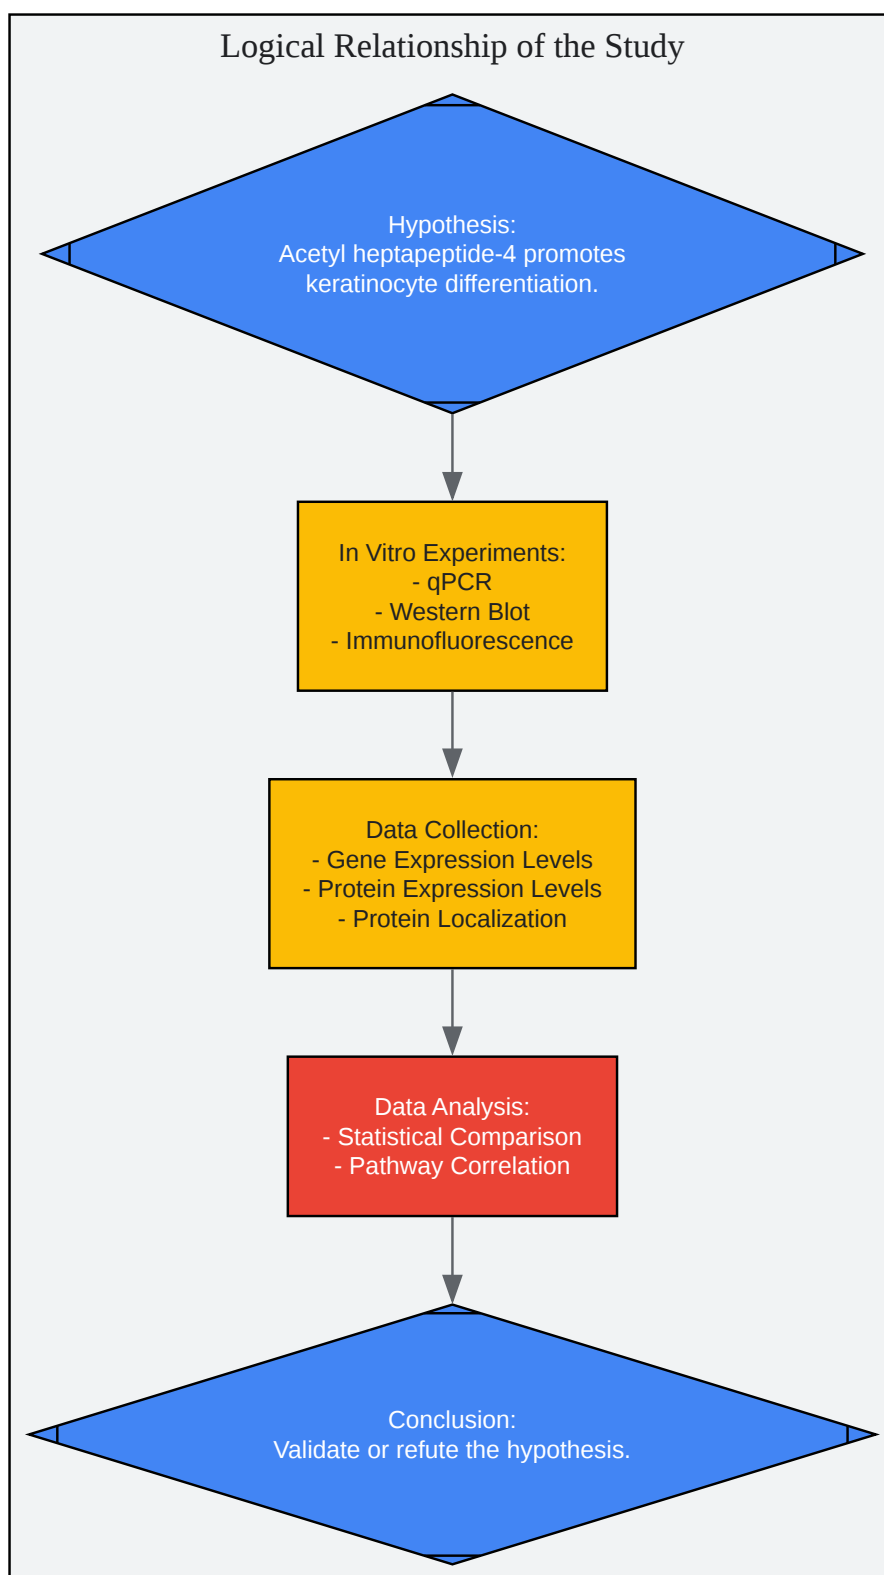 Logical Relationship of the Study
Hypothesis:
Acetyl heptapeptide-4 promotes
keratinocyte differentiation.
In Vitro Experiments:
- qPCR
- Western Blot
- Immunofluorescence
Data Collection:
- Gene Expression Levels
- Protein Expression Levels
- Protein Localization
Data Analysis:
- Statistical Comparison
- Pathway Correlation
Conclusion:
Validate or refute the hypothesis.